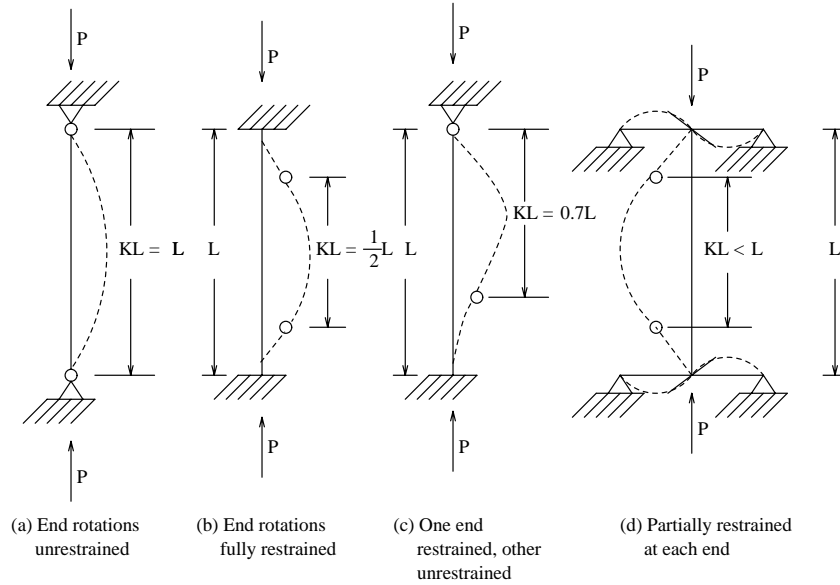 P
P
P
P
KL = L
L
KL = 1/2 L
L
KL = 0.7L
KL < L
L
P
P
P
P
(a) End rotations
unrestrained
(b) End rotations
fully restrained
(c) One end
restrained, other
unrestrained
(d) Partially restrained
at each end